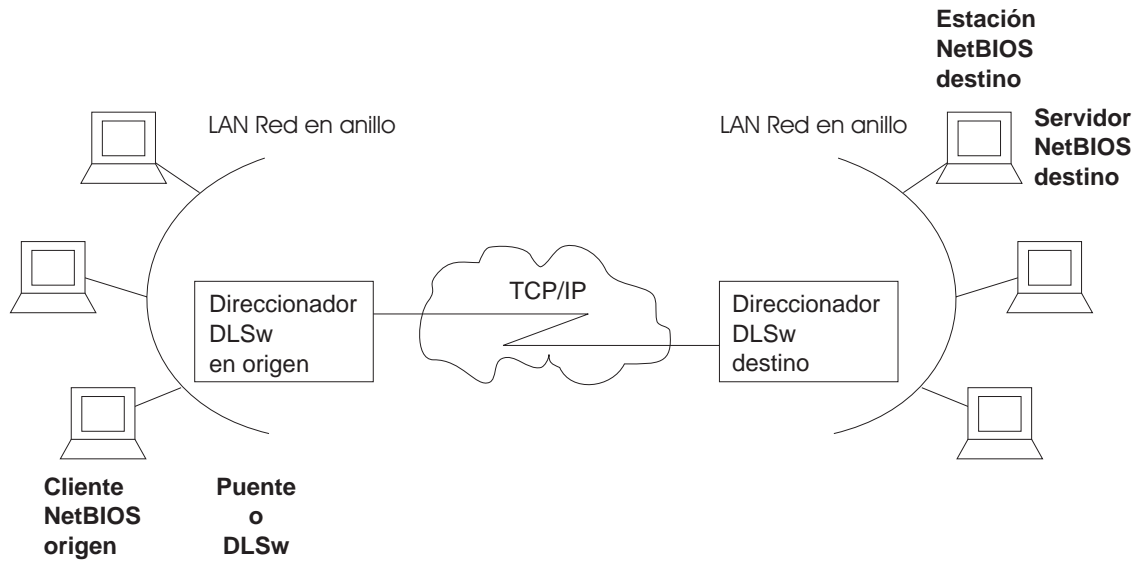 Estación
NetBIOS
destino
LAN Red en anillo
LAN Red en anillo
Servidor
NetBIOS
destino
Direccionador
DLSw
en origen
TCP/IP
Direccionador
DLSw
destino
Cliente
NetBIOS
origen
Puente
o
DLSw